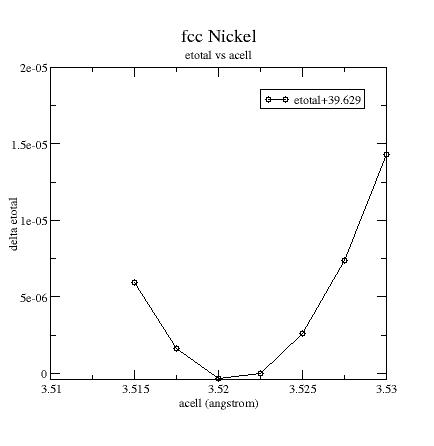 fcc Nickel
etotal vs acell
2e-05
etotal+39.629
1.5e-05
1e-05
delta etotal
5e-06
0
3.51 3.515 3.52 3.525 3.53
acell (angstrom)